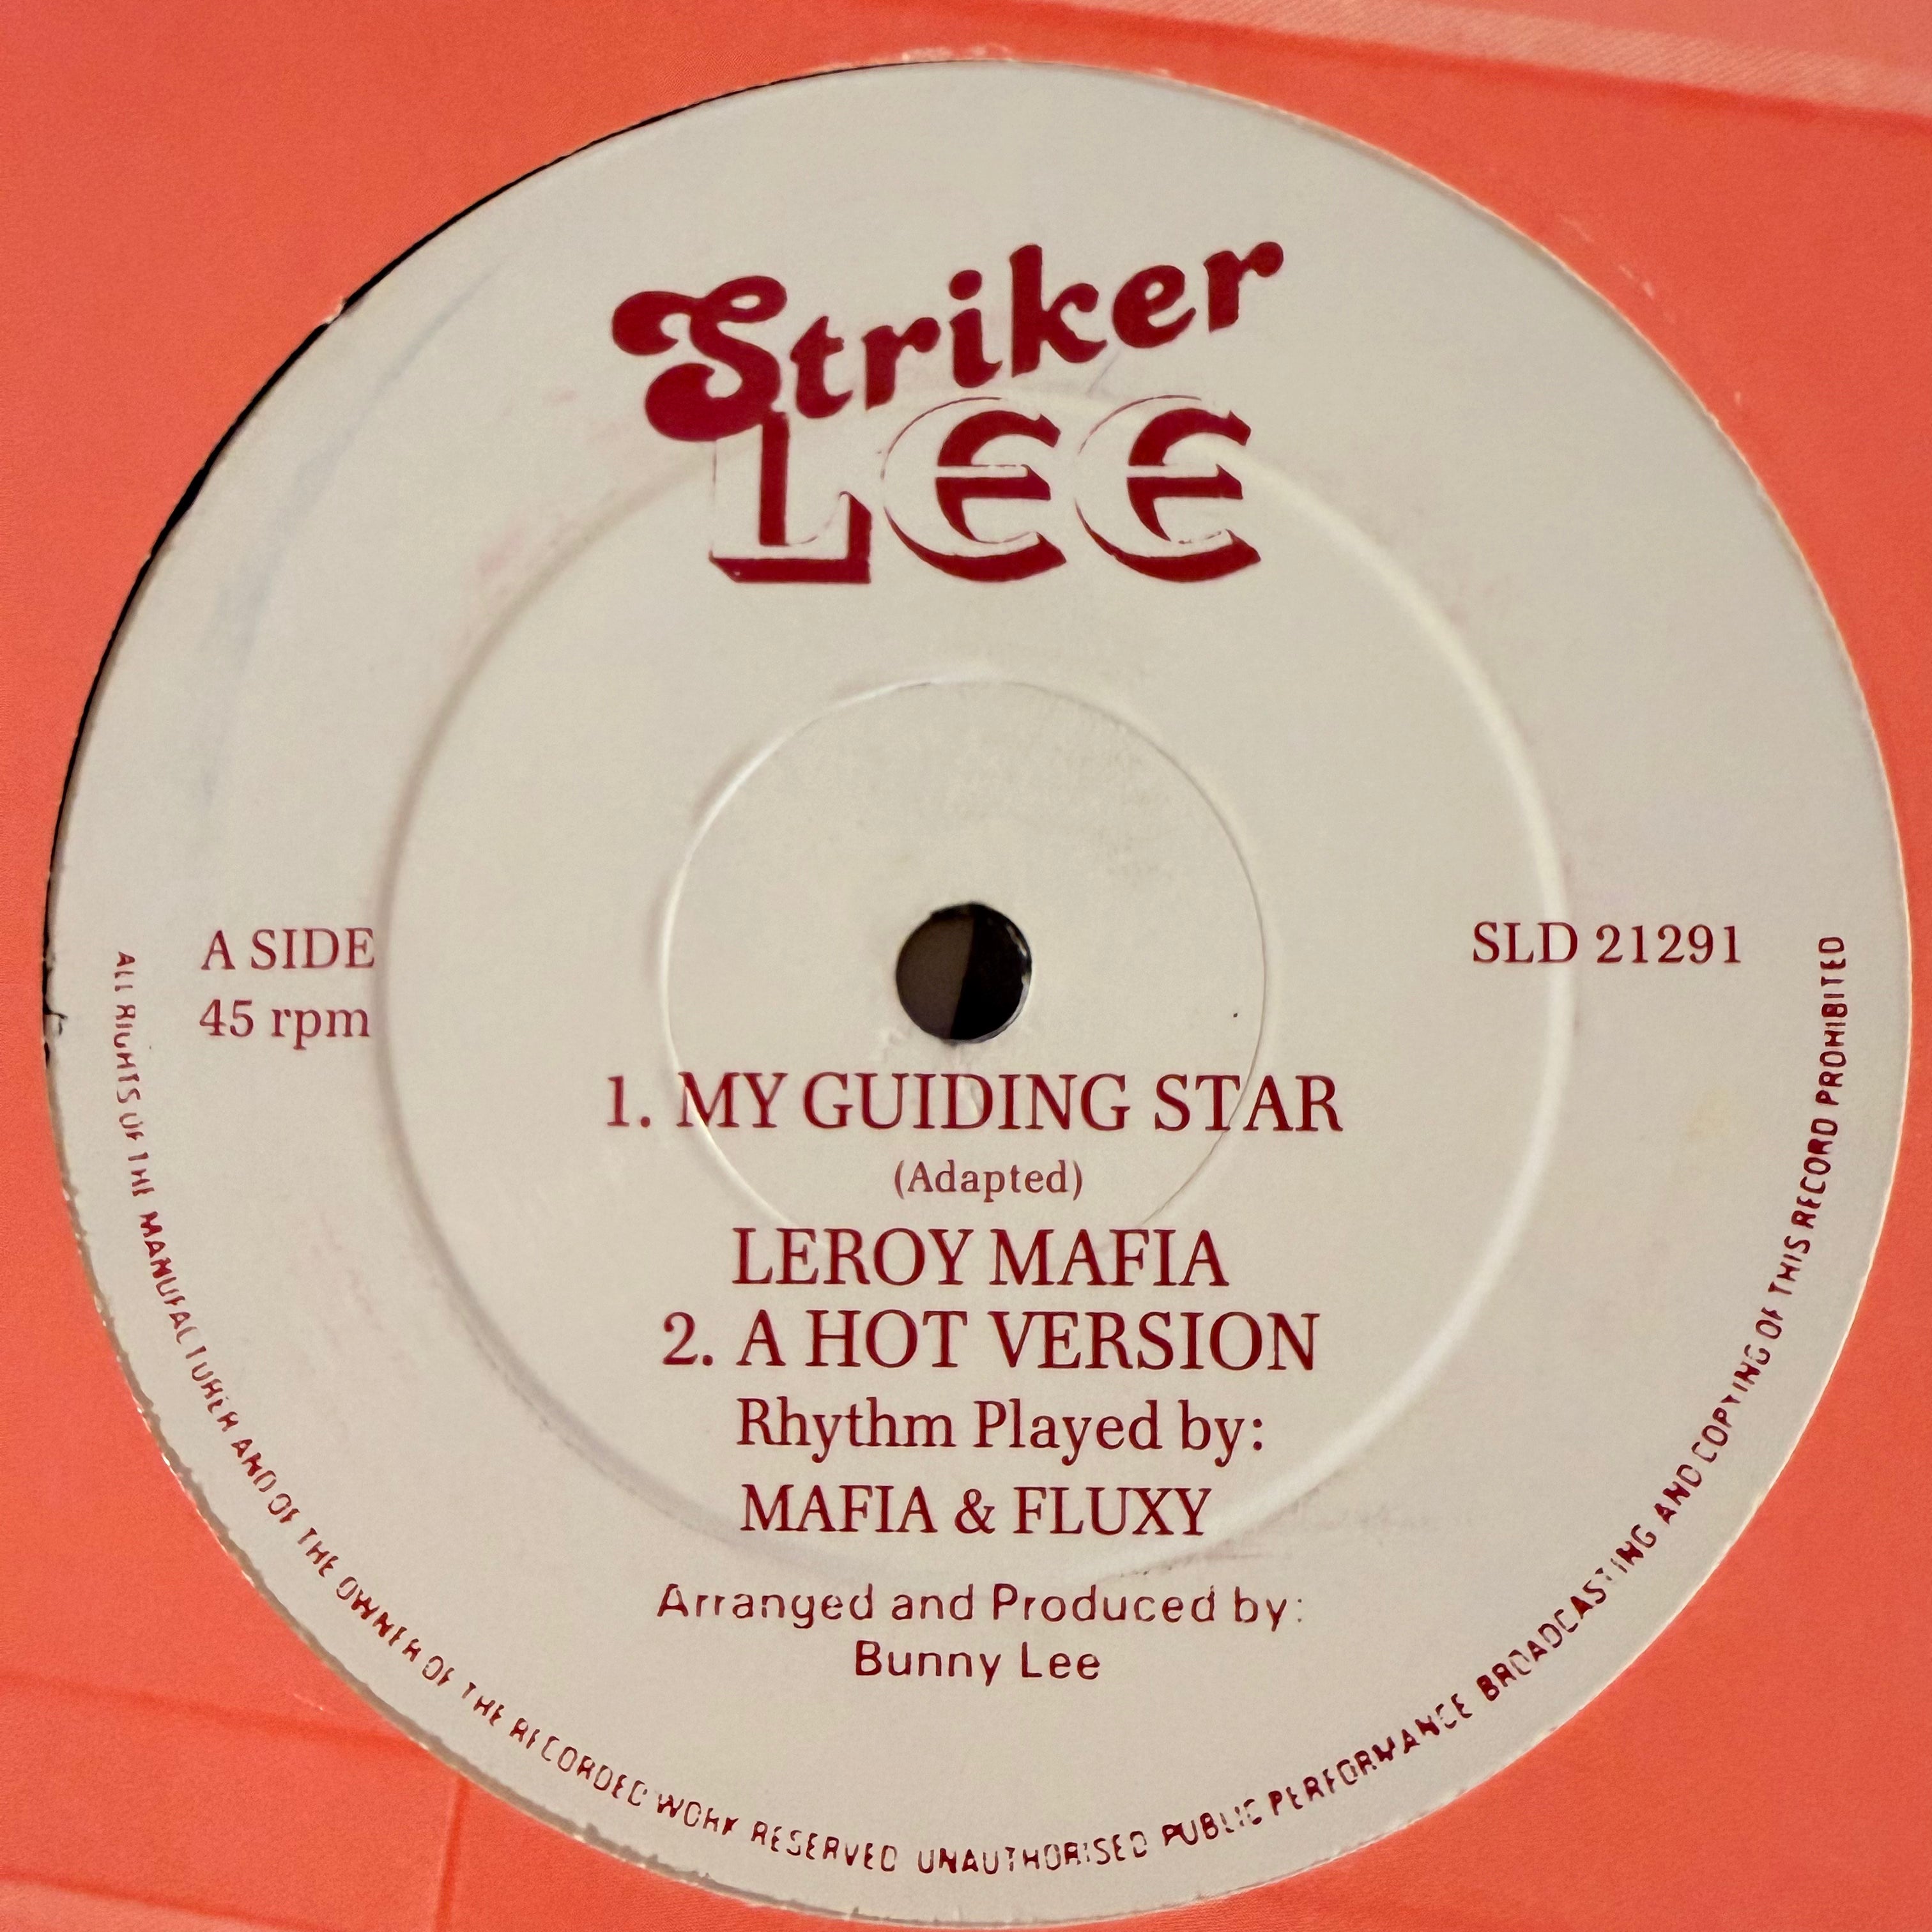 Striker
LEE
A SIDE
45 rpm
SLD 21291
1. MY GUIDING STAR
(Adapted)
LEROY MAFIA
2. A HOT VERSION
Rhythm Played by:
MAFIA & FLUXY
Arranged and Produced by:
Bunny Lee
ALL RIGHTS OF THE MANUFACTURER AND OF THE OWNER OF THE RECORDED WORK RESERVED UNAUTHORISED PUBLIC PERFORMANCE BROADCASTING AND COPYING OF THIS RECORD PROHIBITED